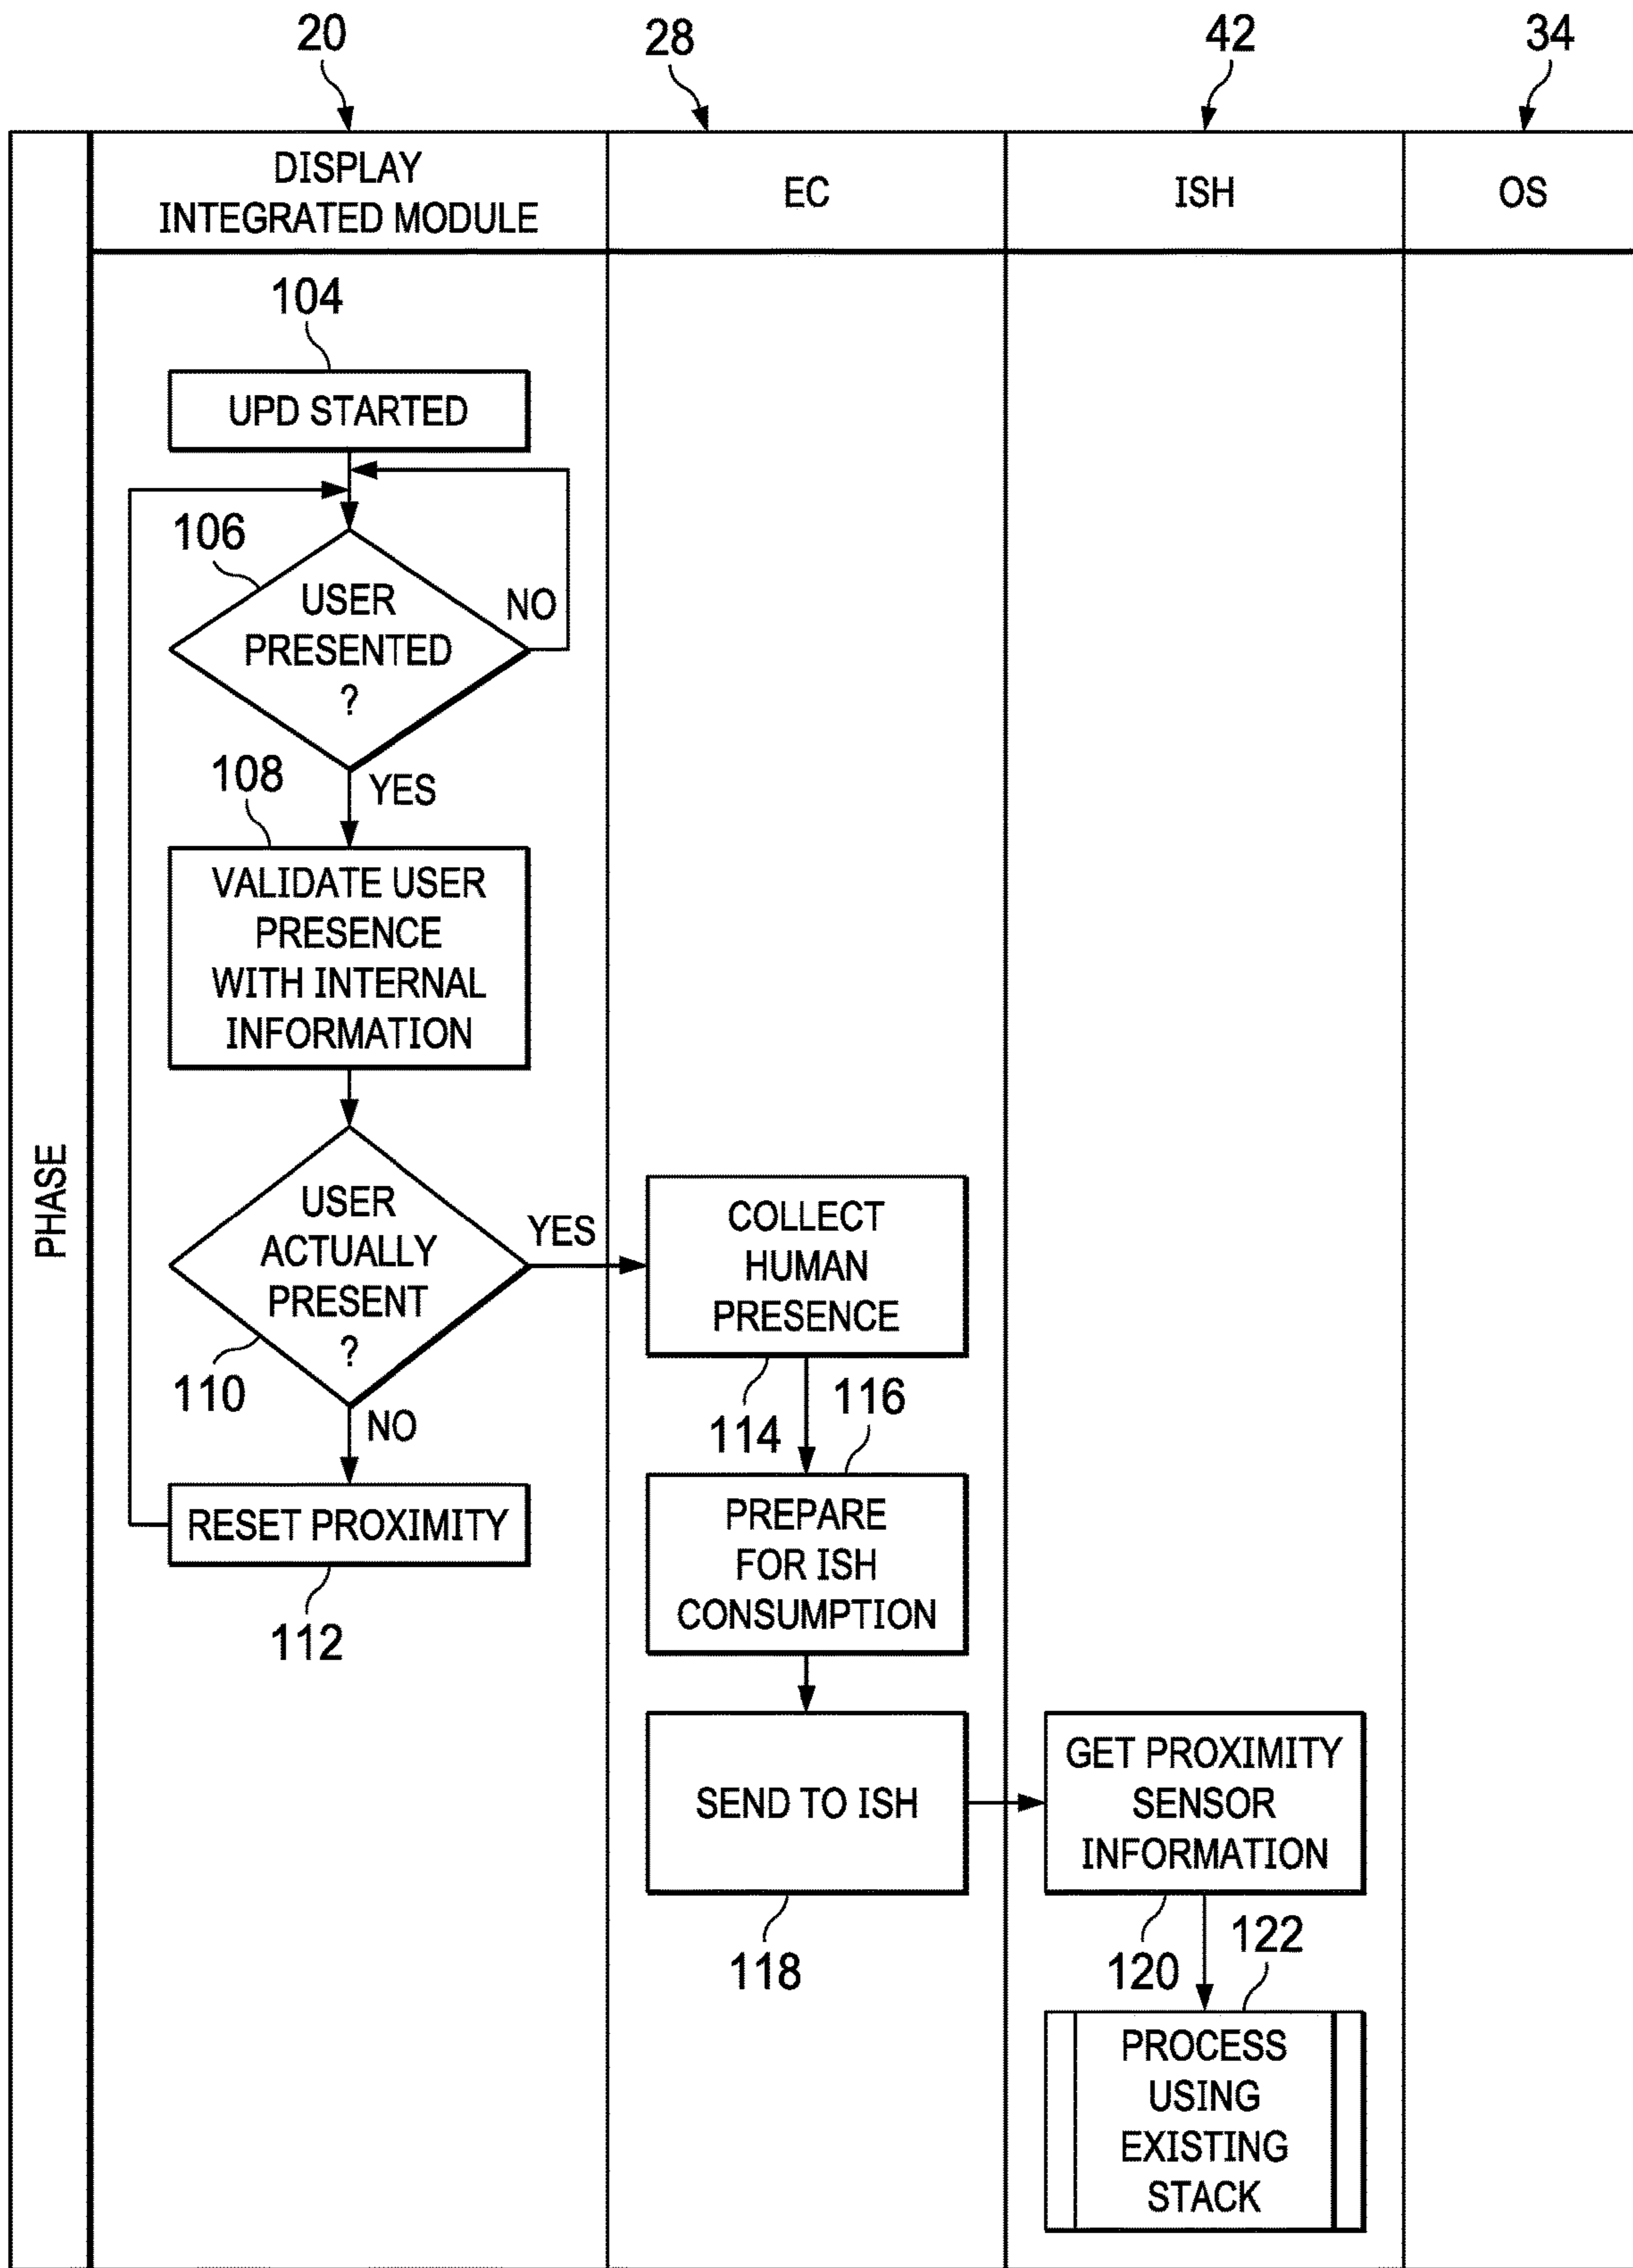 20
28
42
34
DISPLAY
INTEGRATED MODULE
EC
ISH
OS
PHASE
104
UPD STARTED
106
USER
PRESENTED
?
NO
YES
108
VALIDATE USER
PRESENCE
WITH INTERNAL
INFORMATION
USER
ACTUALLY
PRESENT
?
110
YES
NO
RESET PROXIMITY
112
COLLECT
HUMAN
PRESENCE
114
116
PREPARE
FOR ISH
CONSUMPTION
SEND TO ISH
118
GET PROXIMITY
SENSOR
INFORMATION
120
122
PROCESS
USING
EXISTING
STACK